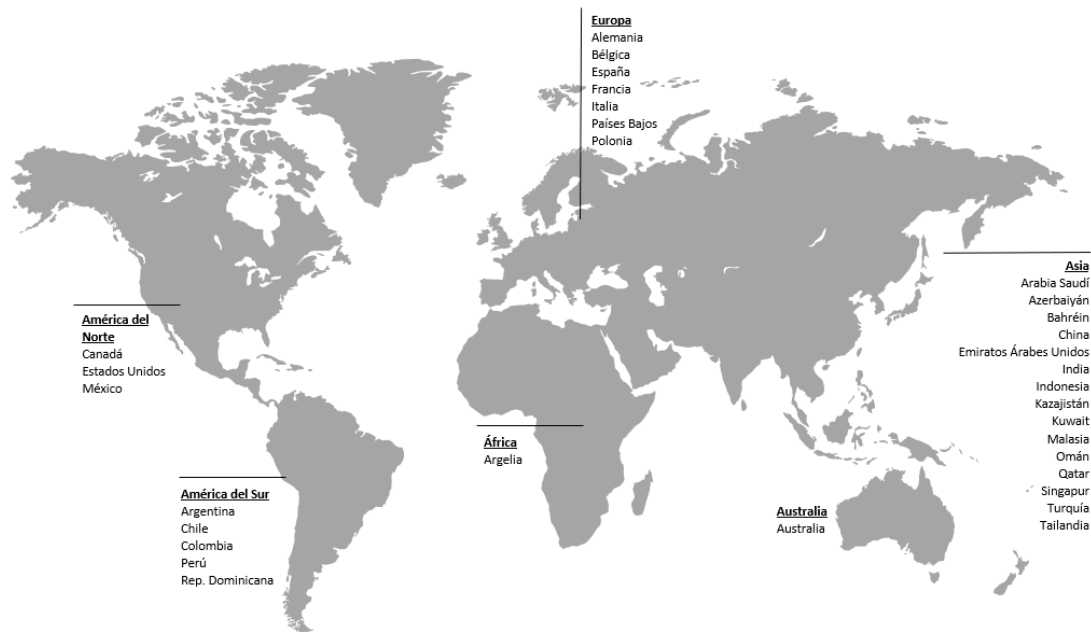 Europa
Alemania
Bélgica
España
Francia
Italia
Países Bajos
Polonia
Asia
Arabia Saudí
Azerbaiyán
Bahréin
China
Emiratos Árabes Unidos
India
Indonesia
Kazajistán
Kuwait
Malasia
Omán
Qatar
Singapur
Turquía
Tailandia
América del
Norte
Canadá
Estados Unidos
México
África
Argelia
América del Sur
Argentina
Chile
Colombia
Perú
Rep. Dominicana
Australia
Australia